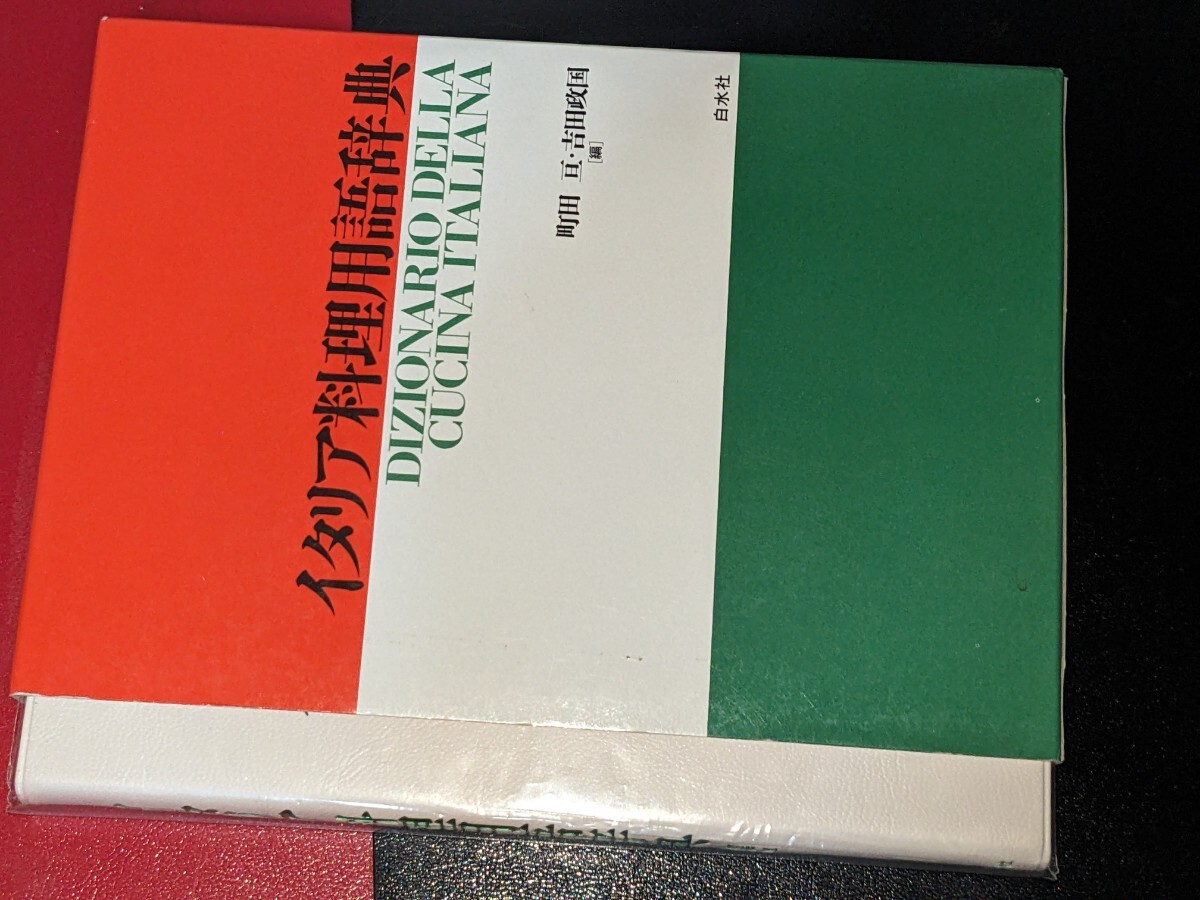 イタリア料理用語辞典
DIZIONARIO DELLA
CUCINA ITALIANA
町田 亘・吉田政国
[編]
白水社